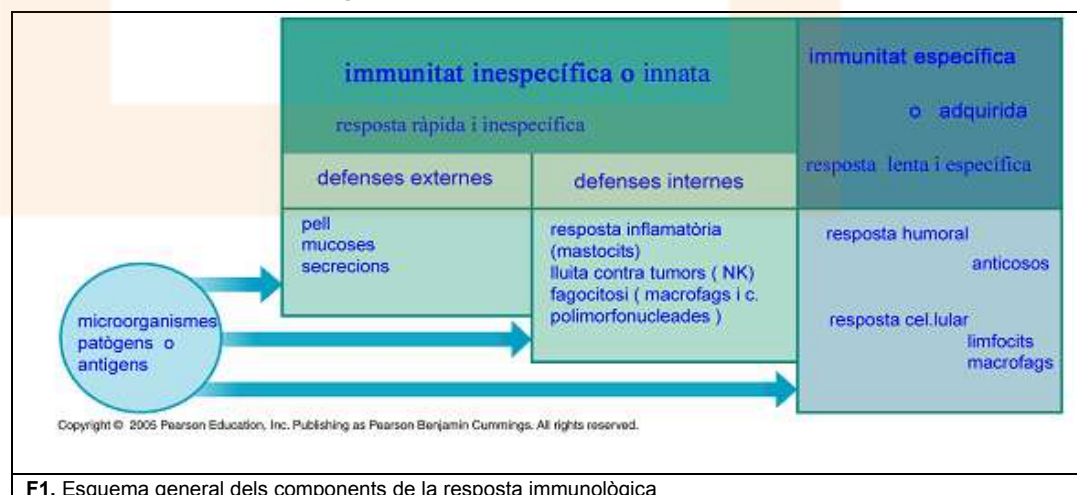 immunitat inespecífica o innata
resposta ràpida i inespecífica
immunitat específica
o adquirida
resposta lenta i específica
defenses externes
defenses internes
pell
mucoses
secrecions
resposta inflamatòria
(mastocits)
lluita contra tumors ( NK)
fagocitosi ( macrofags i c.
polimorfonucleades )
resposta humoral
anticosos
resposta cel.lular
limfocits
macrofags
microorganismes
patògens o
antigens
Copyright © 2005 Pearson Education, Inc. Publishing as Pearson Benjamin Cummings. All rights reserved.
F1. Esquema general dels components de la resposta immunològica